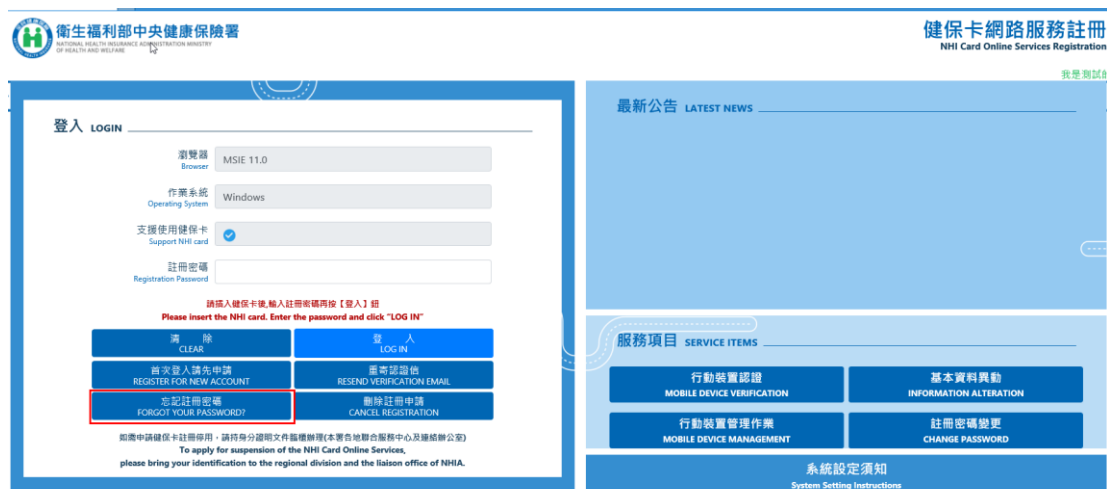 衛生福利部中央健康保險署
NATIONAL HEALTH INSURANCE ADMINISTRATION MINISTRY
OF HEALTH AND WELFARE
健保卡網路服務註冊
NHI Card Online Services Registration
我是測試
登入 LOGIN
瀏覽器
Browser
MSIE 11.0
作業系統
Operating System
Windows
支援使用健保卡
Support NHI card
註冊密碼
Registration Password
請插入健保卡後,輸入註冊密碼再按【登入】鈕
Please insert the NHI card. Enter the password and click "LOG IN"
清 除
CLEAR
登 入
LOG IN
首次登入請先申請
REGISTER FOR NEW ACCOUNT
重寄認證信
RESEND VERIFICATION EMAIL
忘記註冊密碼
FORGOT YOUR PASSWORD?
刪除註冊申請
CANCEL REGISTRATION
如需申請健保卡註冊停用，請持身分證明文件臨櫃辦理(本署各地聯合服務中心及連絡辦公室)
To apply for suspension of the NHI Card Online Services,
please bring your identification to the regional division and the liaison office of NHIA.
最新公告 LATEST NEWS
服務項目 SERVICE ITEMS
行動裝置認證
MOBILE DEVICE VERIFICATION
基本資料異動
INFORMATION ALTERATION
行動裝置管理作業
MOBILE DEVICE MANAGEMENT
註冊密碼變更
CHANGE PASSWORD
系統設定須知
System Setting Instructions